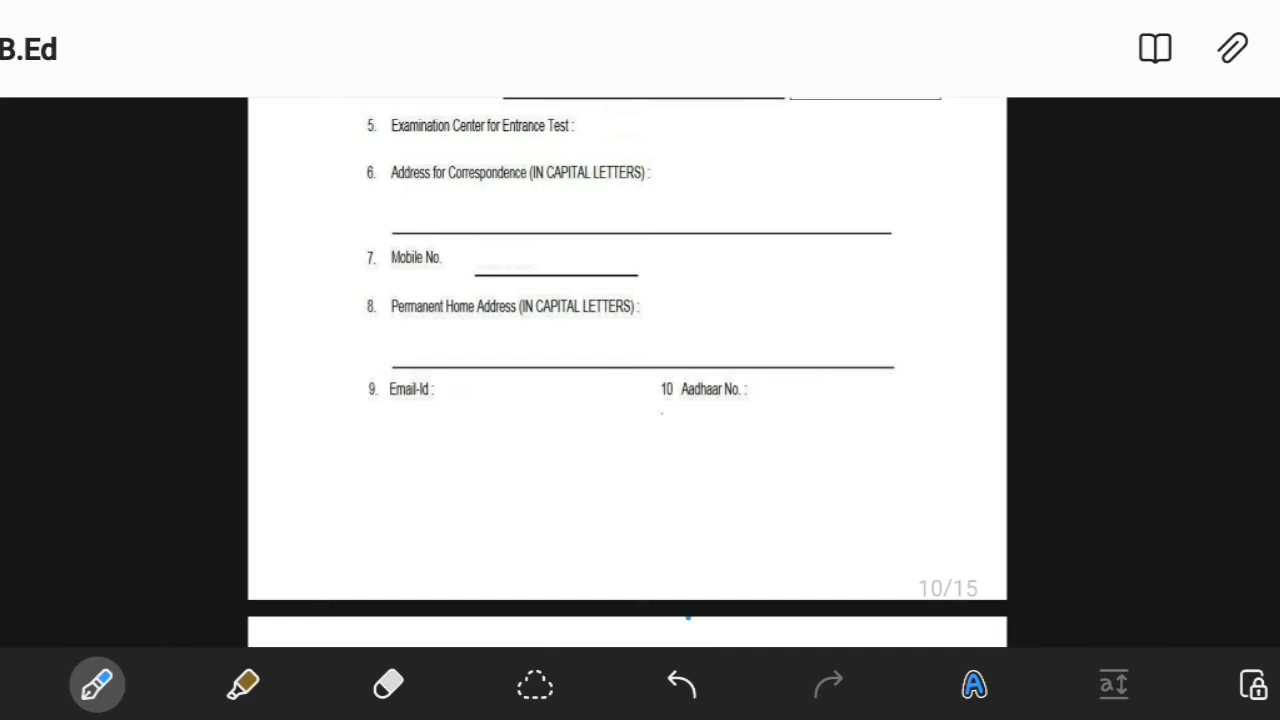 B.Ed
5. Examination Center for Entrance Test :
6. Address for Correspondence (IN CAPITAL LETTERS) :
7. Mobile No.
8. Permanent Home Address (IN CAPITAL LETTERS) :
9. Email-Id : 10 Aadhaar No. :
.
10/15
A a